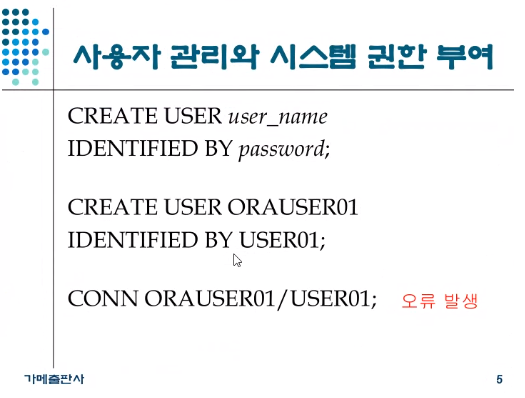 사용자 관리와 시스템 권한 부여
CREATE USER user_name
IDENTIFIED BY password;
CREATE USER ORAUSER01
IDENTIFIED BY USER01;
CONN ORAUSER01/USER01; 오류 발생
가메출판사 5